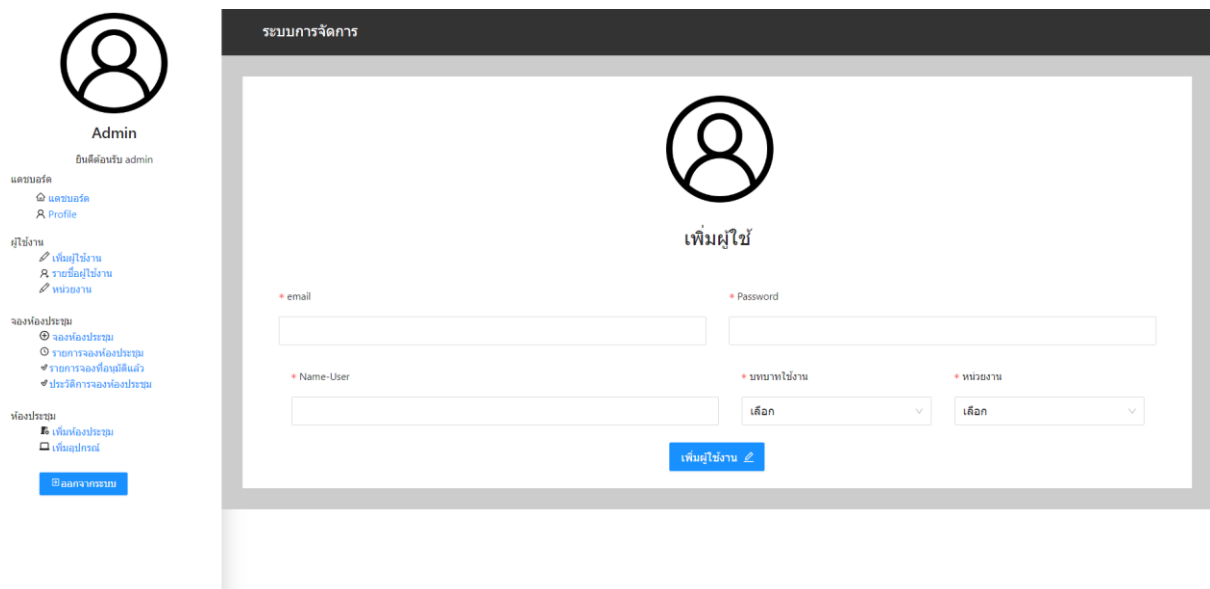 Admin
ยินดีต้อนรับ admin
แดชบอร์ด
แดชบอร์ด
Profile
ผู้ใช้งาน
เพิ่มผู้ใช้งาน
รายชื่อผู้ใช้งาน
หน่วยงาน
จองห้องประชุม
จองห้องประชุม
รายการจองห้องประชุม
รายการจองที่อนุมัติแล้ว
ประวัติการจองห้องประชุม
ห้องประชุม
เพิ่มห้องประชุม
เพิ่มอุปกรณ์
ออกจากระบบ
ระบบการจัดการ
เพิ่มผู้ใช้
* email
* Password
* Name-User
* บทบาทใช้งาน
* หน่วยงาน
เลือก
เลือก
เพิ่มผู้ใช้งาน